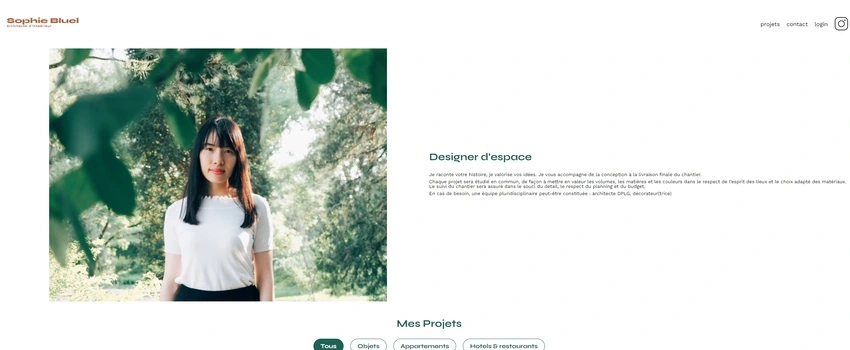 Sophie Bluel
Architecte d'intérieur
projets contact login
Designer d'espace
Je raconte votre histoire, je valorise vos idées. Je vous accompagne de la conception à la livraison finale du chantier.
Chaque projet sera étudié en commun, de façon à mettre en valeur les volumes, les matières et les couleurs dans le respect de l'esprit des lieux et le choix adapté des matériaux.
Le suivi du chantier sera assuré dans le souci du détail, le respect du planning et du budget.
En cas de besoin, une équipe pluridisciplinaire peut-être constituée : architecte DPLG, décorateur(trice)
Mes Projets
Tous Objets Appartements Hotels & restaurants